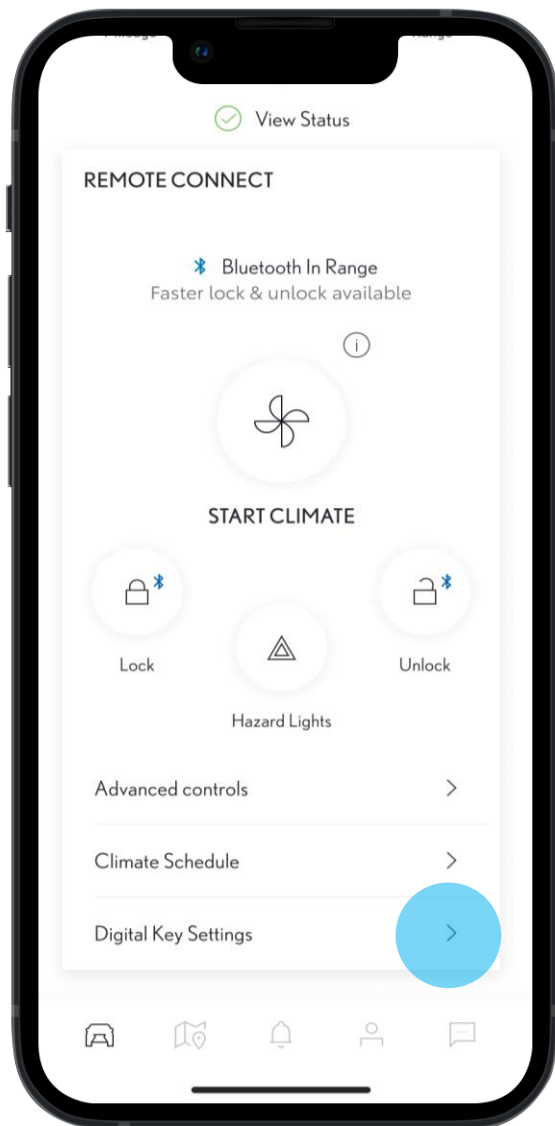 View Status
REMOTE CONNECT
Bluetooth In Range
Faster lock & unlock available
START CLIMATE
Lock
Unlock
Hazard Lights
Advanced controls
Climate Schedule
Digital Key Settings